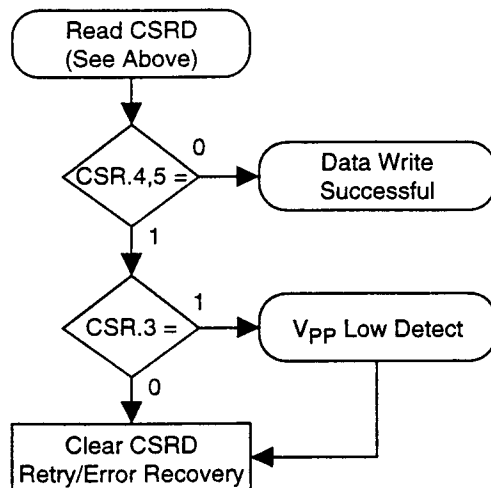 Read CSRD
(See Above)
0
CSR.4,5 =
Data Write
Successful
1
1
CSR.3 =
VPP Low Detect
0
Clear CSRD
Retry/Error Recovery